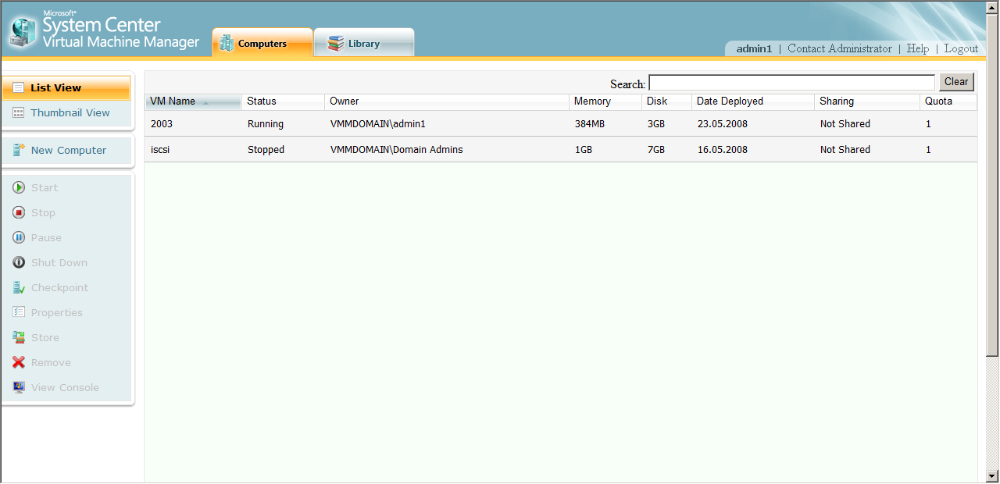 Microsoft®
System Center
Virtual Machine Manager
Computers
Library
admin1 | Contact Administrator | Help | Logout
List View
Thumbnail View
New Computer
Start
Stop
Pause
Shut Down
Checkpoint
Properties
Store
Remove
View Console
Search: Clear
VM Name Status Owner Memory Disk Date Deployed Sharing Quota
2003 Running VMMDOMAIN\admin1 384MB 3GB 23.05.2008 Not Shared 1
iscsi Stopped VMMDOMAIN\Domain Admins 1GB 7GB 16.05.2008 Not Shared 1